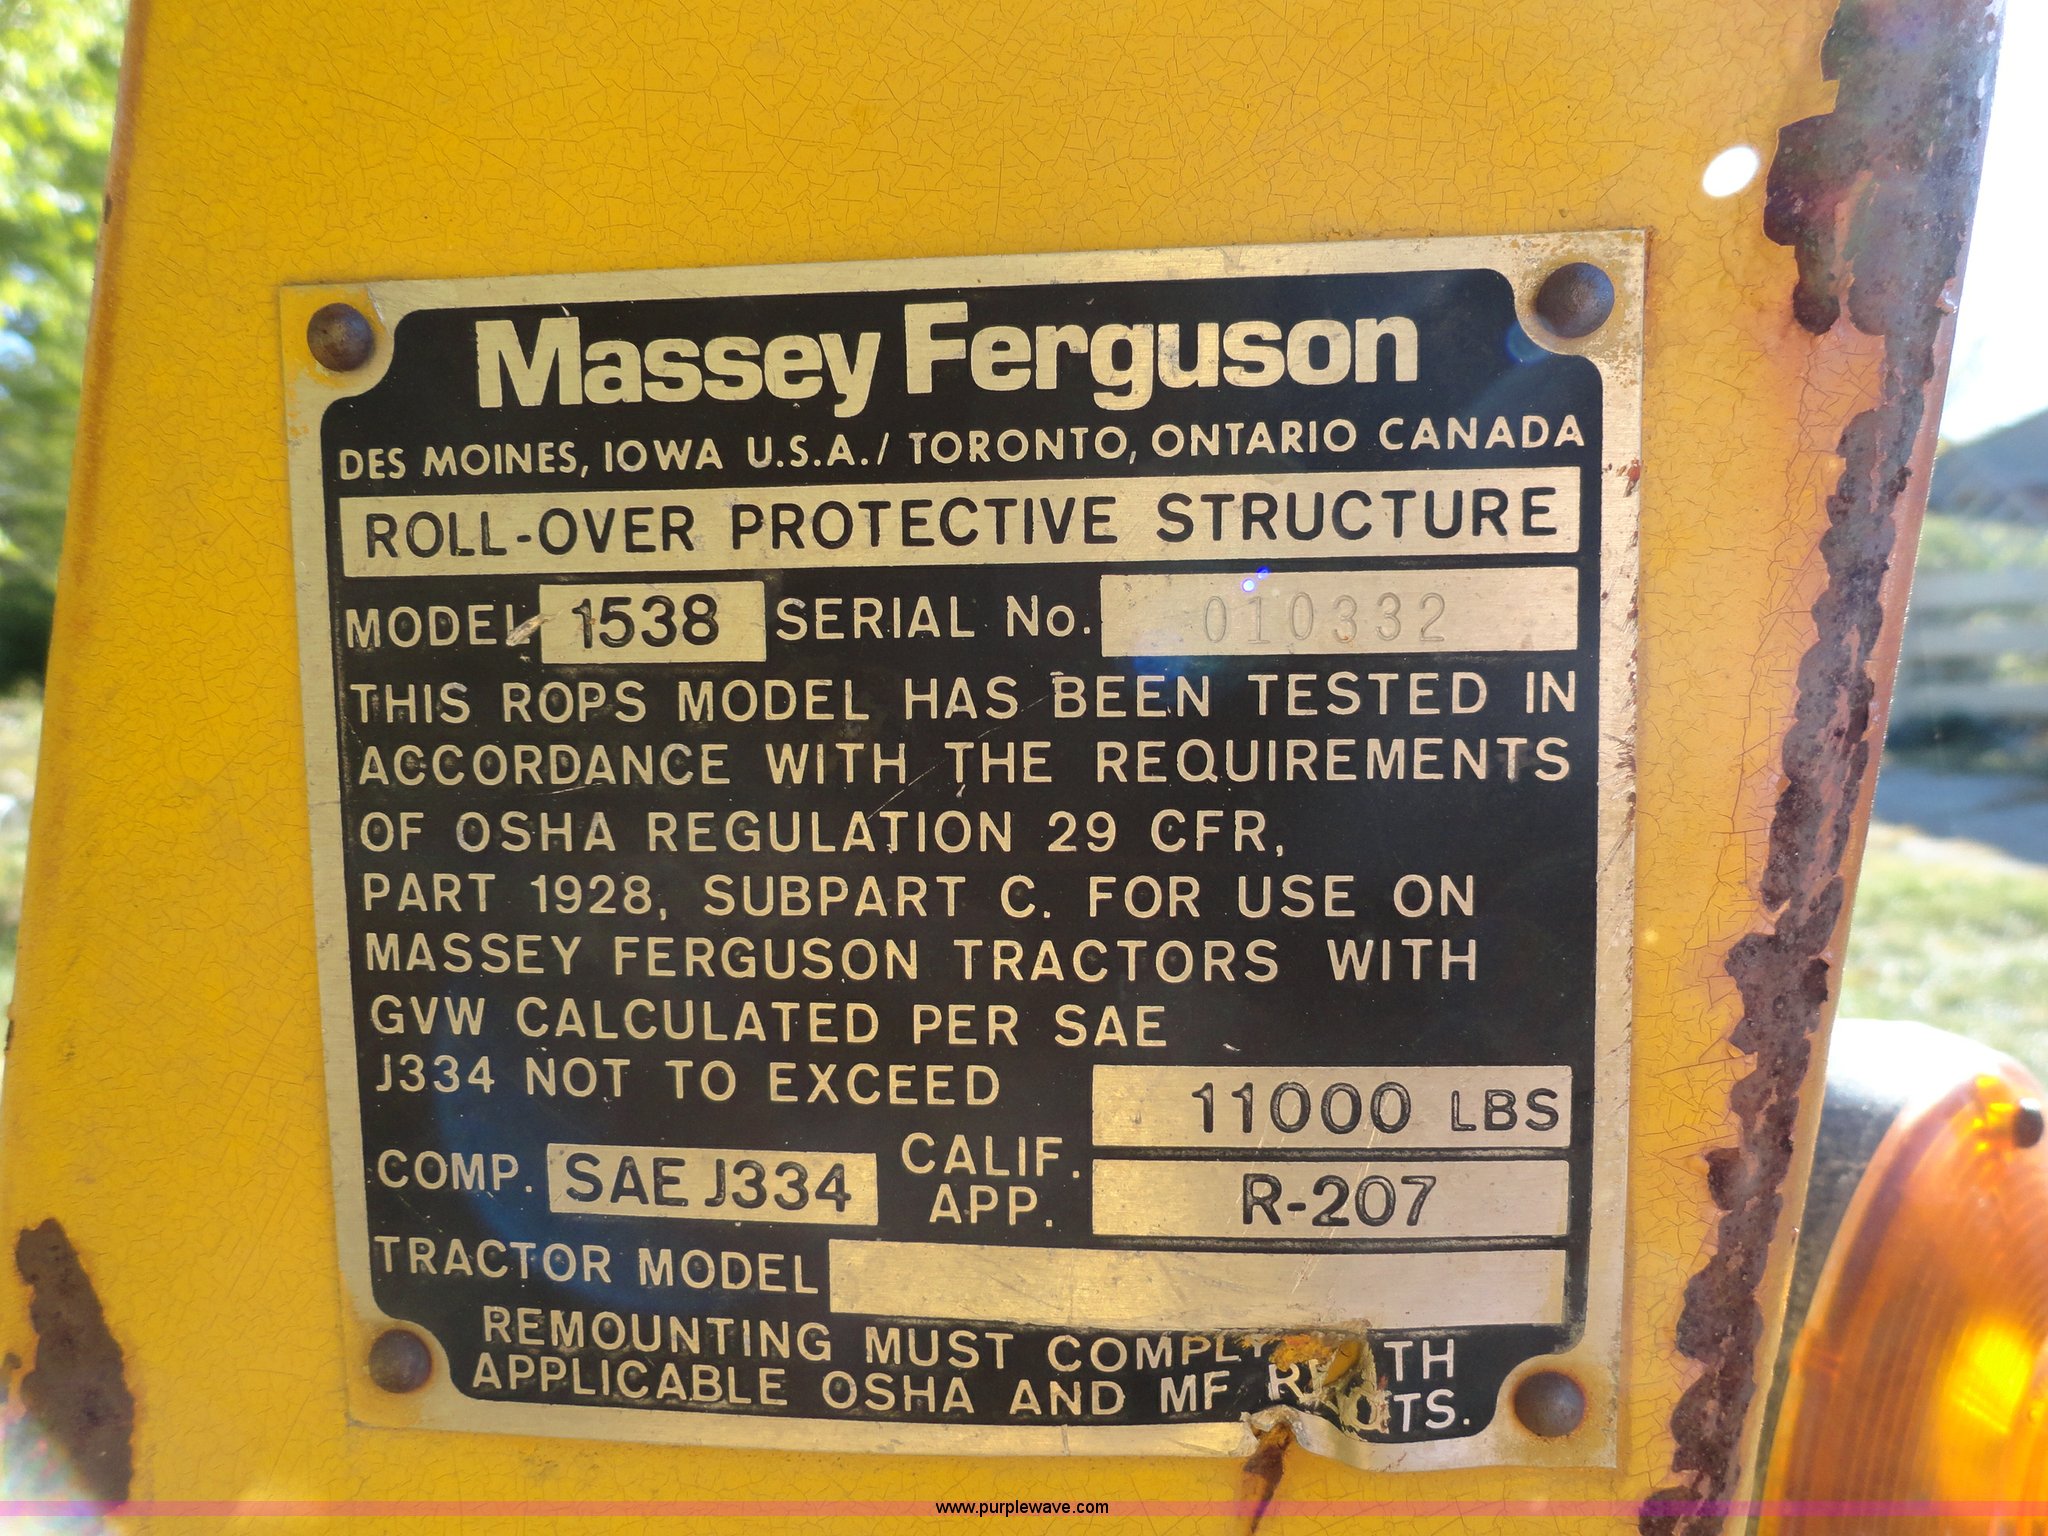 Massey Ferguson
DES MOINES, IOWA U.S.A./ TORONTO, ONTARIO CANADA
ROLL-OVER PROTECTIVE STRUCTURE
MODEL 1538 SERIAL No. 010332
THIS ROPS MODEL HAS BEEN TESTED IN
ACCORDANCE WITH THE REQUIREMENTS
OF OSHA REGULATION 29 CFR,
PART 1928, SUBPART C. FOR USE ON
MASSEY FERGUSON TRACTORS WITH
GVW CALCULATED PER SAE
J334 NOT TO EXCEED 11000 LBS
COMP. SAE J334 CALIF. APP. R-207
TRACTOR MODEL
REMOUNTING MUST COMPLY
APPLICABLE OSHA AND MF
www.purplewave.com